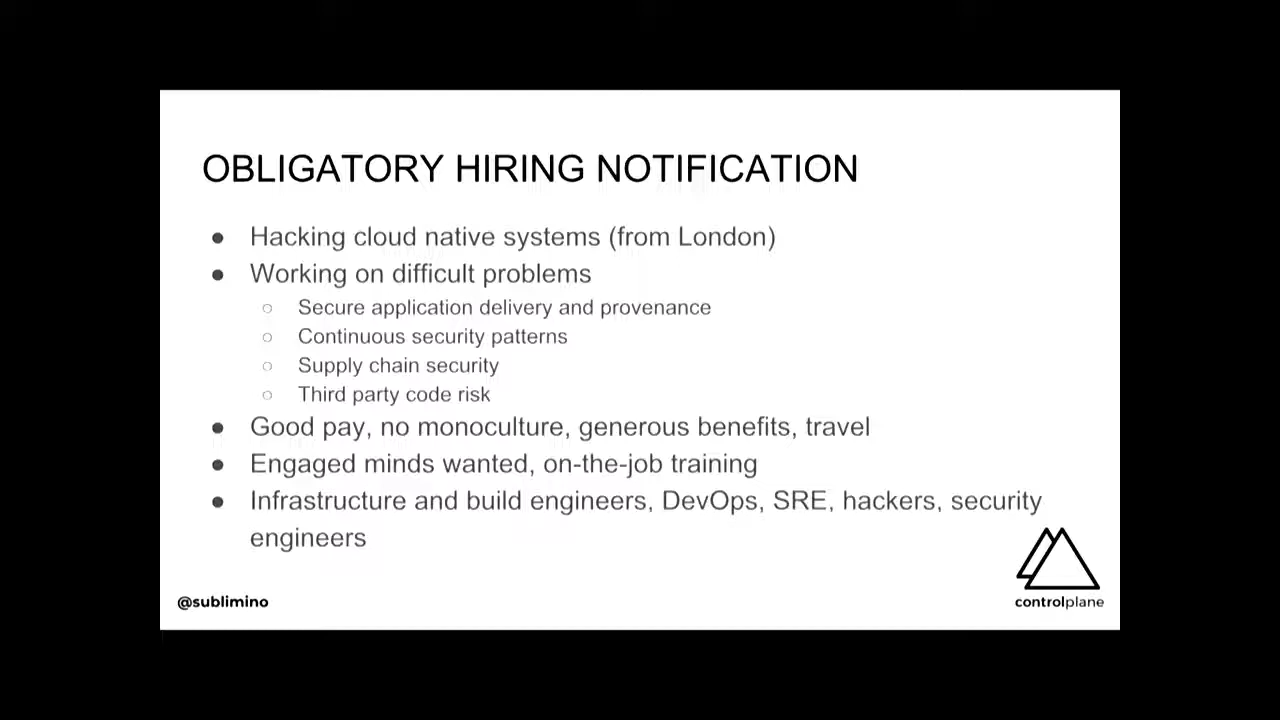 OBLIGATORY HIRING NOTIFICATION
● Hacking cloud native systems (from London)
● Working on difficult problems
○ Secure application delivery and provenance
○ Continuous security patterns
○ Supply chain security
○ Third party code risk
● Good pay, no monoculture, generous benefits, travel
● Engaged minds wanted, on-the-job training
● Infrastructure and build engineers, DevOps, SRE, hackers, security
engineers
@sublimino
controlplane